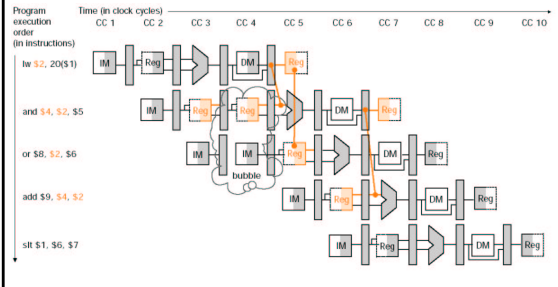 Program Time (in clock cycles)
execution CC 1 CC 2 CC 3 CC 4 CC 5 CC 6 CC 7 CC 8 CC 9 CC 10
order
(in instructions)
lw $2, 20($1) IM Reg DM Reg
and $4, $2, $5 IM Reg Reg DM Reg
or $8, $2, $6 IM IM Reg DM Reg
bubble
add $9, $4, $2 IM Reg DM Reg
slt $1, $6, $7 IM Reg DM Reg